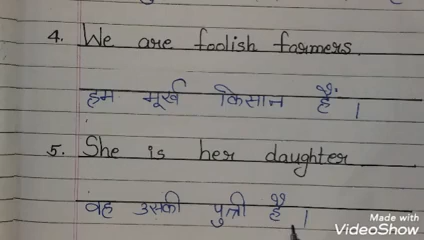 4. We are foolish farmers.
हम मूर्ख किसान हैं ।
5. She is her daughter
वह उसकी पुत्री है ।
Made with
VideoShow